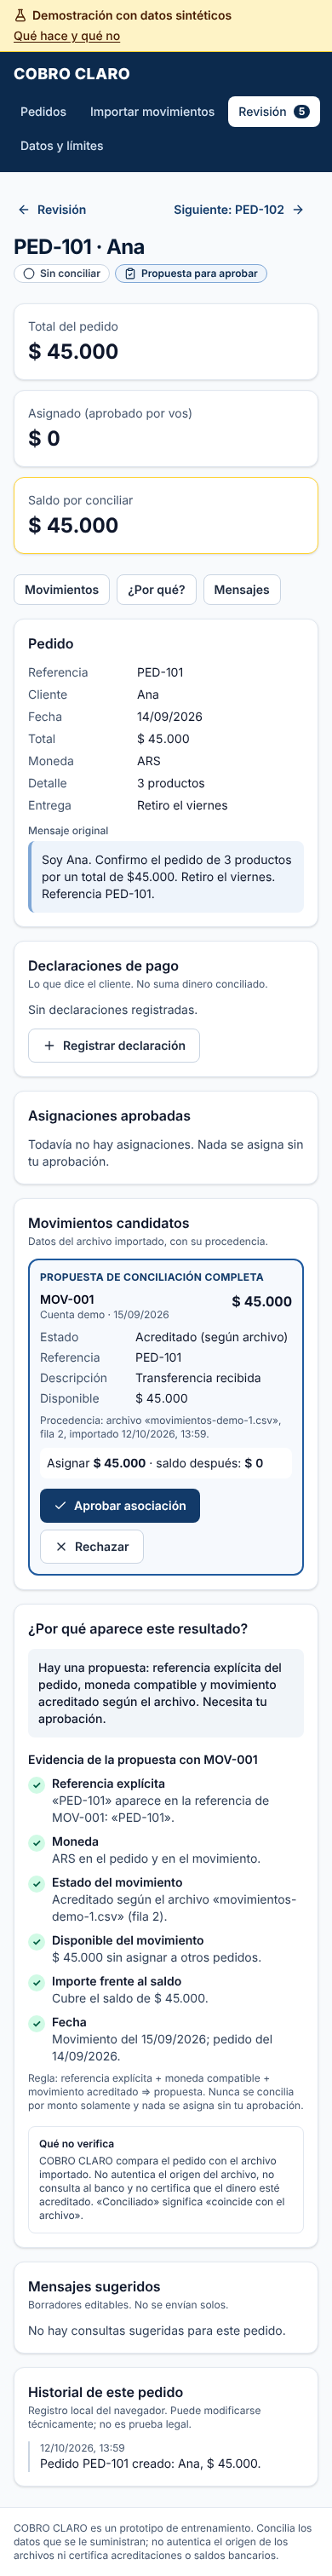 Demostración con datos sintéticos
Qué hace y qué no
COBRO CLARO
Pedidos
Importar movimientos
Revisión 5
Datos y límites
← Revisión
Siguiente: PED-102 →
PED-101 · Ana
Sin conciliar
Propuesta para aprobar
Total del pedido
$ 45.000
Asignado (aprobado por vos)
$ 0
Saldo por conciliar
$ 45.000
Movimientos
¿Por qué?
Mensajes
Pedido
Referencia PED-101
Cliente Ana
Fecha 14/09/2026
Total $ 45.000
Moneda ARS
Detalle 3 productos
Entrega Retiro el viernes
Mensaje original
Soy Ana. Confirmo el pedido de 3 productos
por un total de $45.000. Retiro el viernes.
Referencia PED-101.
Declaraciones de pago
Lo que dice el cliente. No suma dinero conciliado.
Sin declaraciones registradas.
+ Registrar declaración
Asignaciones aprobadas
Todavía no hay asignaciones. Nada se asigna sin
tu aprobación.
Movimientos candidatos
Datos del archivo importado, con su procedencia.
PROPUESTA DE CONCILIACIÓN COMPLETA
MOV-001 $ 45.000
Cuenta demo · 15/09/2026
Estado Acreditado (según archivo)
Referencia PED-101
Descripción Transferencia recibida
Disponible $ 45.000
Procedencia: archivo «movimientos-demo-1.csv»,
fila 2, importado 12/10/2026, 13:59.
Asignar $ 45.000 · saldo después: $ 0
✓ Aprobar asociación
✕ Rechazar
¿Por qué aparece este resultado?
Hay una propuesta: referencia explícita del
pedido, moneda compatible y movimiento
acreditado según el archivo. Necesita tu
aprobación.
Evidencia de la propuesta con MOV-001
Referencia explícita
«PED-101» aparece en la referencia de
MOV-001: «PED-101».
Moneda
ARS en el pedido y en el movimiento.
Estado del movimiento
Acreditado según el archivo «movimientos-
demo-1.csv» (fila 2).
Disponible del movimiento
$ 45.000 sin asignar a otros pedidos.
Importe frente al saldo
Cubre el saldo de $ 45.000.
Fecha
Movimiento del 15/09/2026; pedido del
14/09/2026.
Regla: referencia explícita + moneda compatible +
movimiento acreditado ⇒ propuesta. Nunca se concilia
por monto solamente y nada se asigna sin tu aprobación.
Qué no verifica
COBRO CLARO compara el pedido con el archivo
importado. No autentica el origen del archivo, no
consulta al banco y no certifica que el dinero esté
acreditado. «Conciliado» significa «coincide con el
archivo».
Mensajes sugeridos
Borradores editables. No se envían solos.
No hay consultas sugeridas para este pedido.
Historial de este pedido
Registro local del navegador. Puede modificarse
técnicamente; no es prueba legal.
12/10/2026, 13:59
Pedido PED-101 creado: Ana, $ 45.000.
COBRO CLARO es un prototipo de entrenamiento. Concilia los
datos que se le suministran; no autentica el origen de los
archivos ni certifica acreditaciones o saldos bancarios.